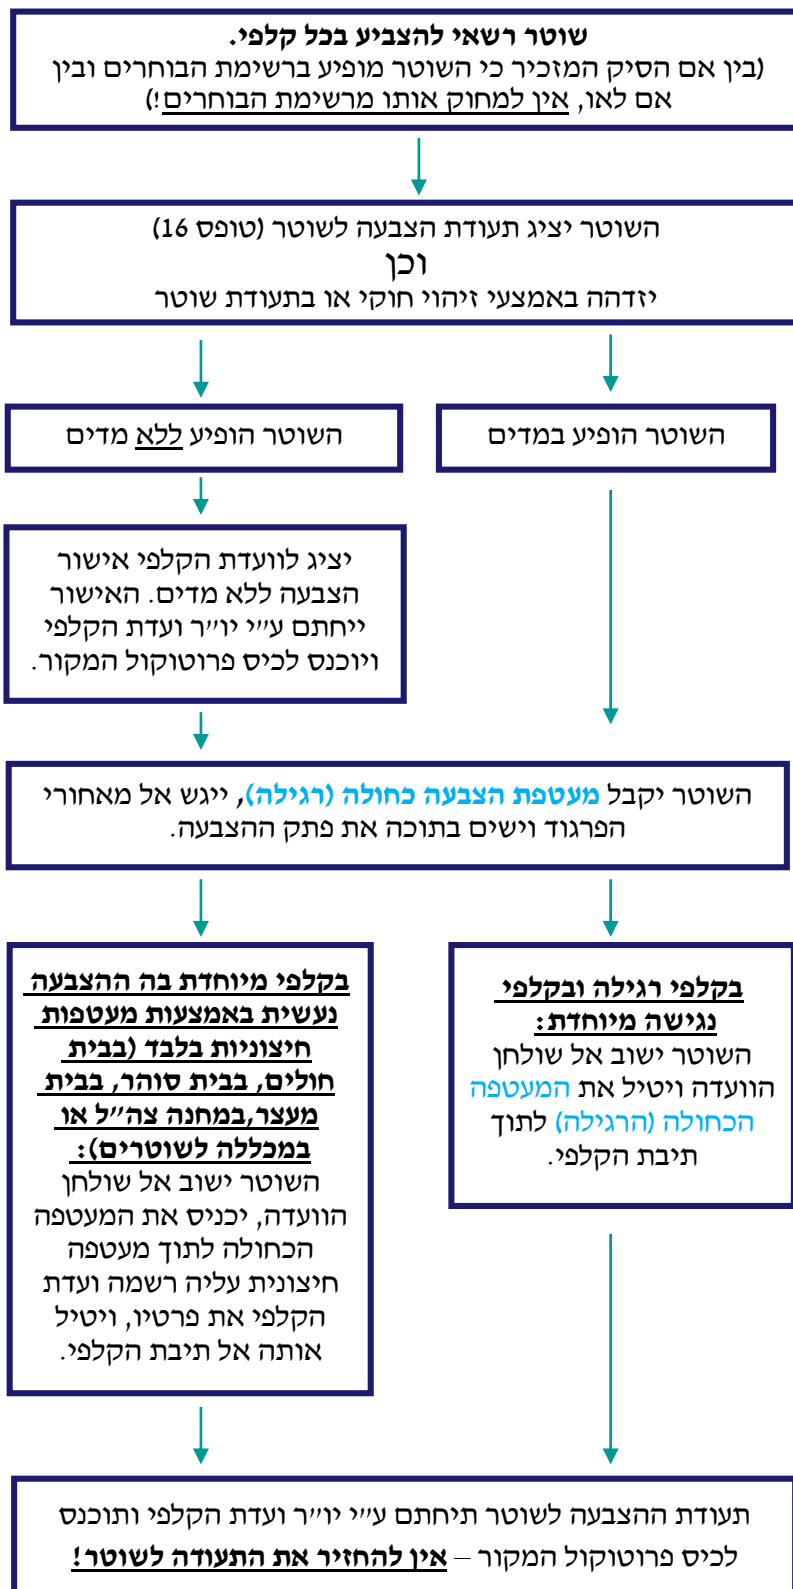 שוטר רשאי להצביע בכל קלפי.
(בין אם הסיק המזכיר כי השוטר מופיע ברשימת הבוחרים ובין
אם לאו, אין למחוק אותו מרשימת הבוחרים!)
השוטר יציג תעודת הצבעה לשוטר (טופס 16)
וכן
יזדהה באמצעי זיהוי חוקי או בתעודת שוטר
השוטר הופיע במדים
השוטר הופיע ללא מדים
יציג לוועדת הקלפי אישור
הצבעה ללא מדים. האישור
ייחתם ע״י יו״ר ועדת הקלפי
ויוכנס לכיס פרוטוקול המקור.
השוטר יקבל מעטפת הצבעה כחולה (רגילה), ייגש אל מאחורי
הפרגוד וישים בתוכה את פתק ההצבעה.
בקלפי רגילה ובקלפי
נגישה מיוחדת:
השוטר ישוב אל שולחן
הוועדה ויטיל את המעטפה
הכחולה (הרגילה) לתוך
תיבת הקלפי.
בקלפי מיוחדת בה ההצבעה
נעשית באמצעות מעטפות
חיצוניות בלבד (בבית
חולים, בבית סוהר, בבית
מעצר,במחנה צה״ל או
במכללה לשוטרים):
השוטר ישוב אל שולחן
הוועדה, יכניס את המעטפה
הכחולה לתוך מעטפה
חיצונית עליה רשמה ועדת
הקלפי את פרטיו, ויטיל
אותה אל תיבת הקלפי.
תעודת ההצבעה לשוטר תיחתם ע״י יו״ר ועדת הקלפי ותוכנס
לכיס פרוטוקול המקור – אין להחזיר את התעודה לשוטר!